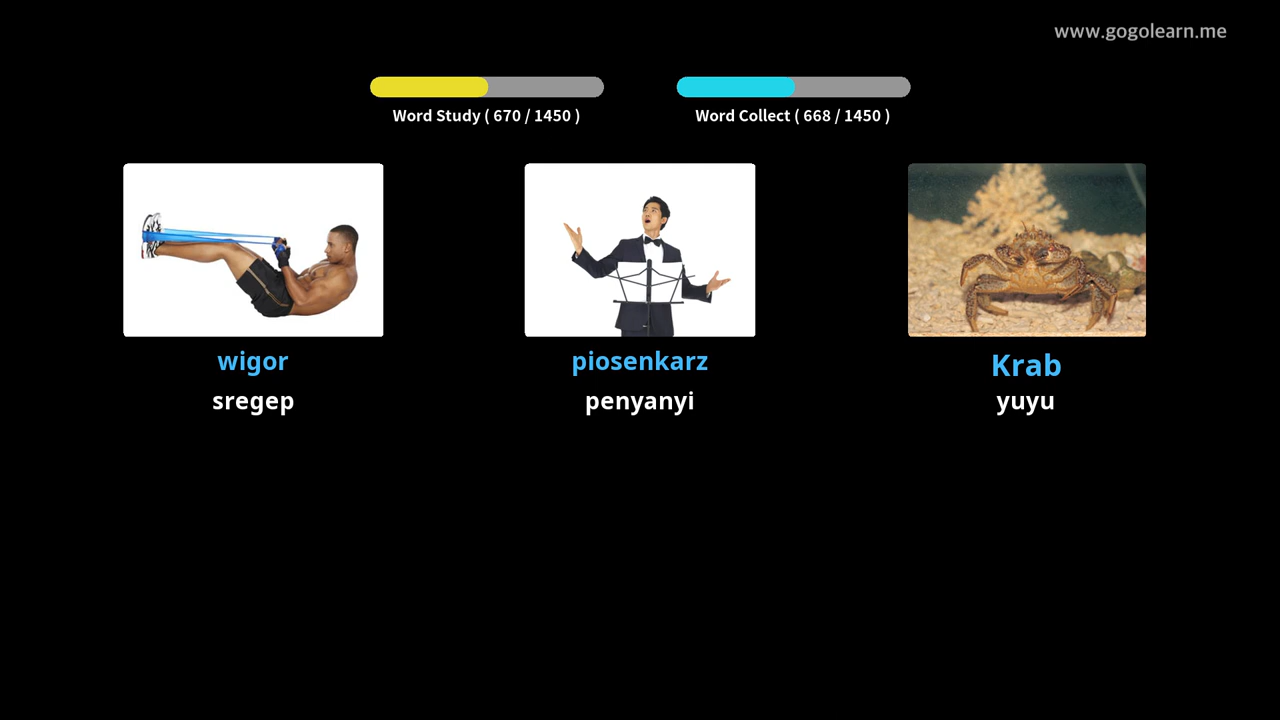 www.gogolearn.me
Word Study ( 670 / 1450 )
Word Collect ( 668 / 1450 )
wigor
sregep
piosenkarz
penyanyi
Krab
yuyu